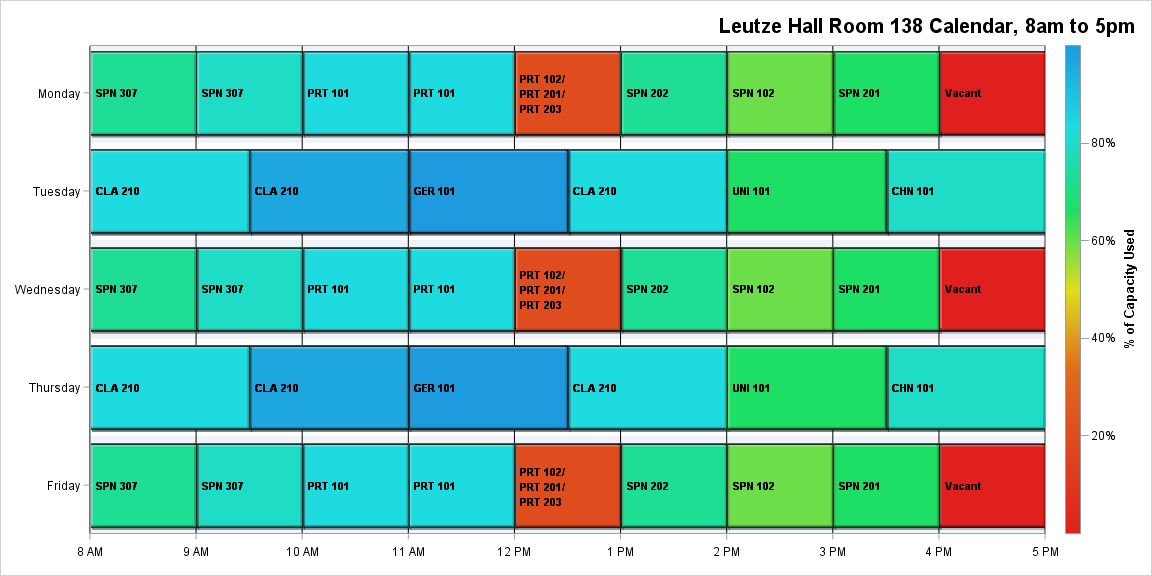 Leutze Hall Room 138 Calendar, 8am to 5pm
Monday
SPN 307
SPN 307
PRT 101
PRT 101
PRT 102/
PRT 201/
PRT 203
SPN 202
SPN 102
SPN 201
Vacant
Tuesday
CLA 210
CLA 210
GER 101
CLA 210
UNI 101
CHN 101
Wednesday
SPN 307
SPN 307
PRT 101
PRT 101
PRT 102/
PRT 201/
PRT 203
SPN 202
SPN 102
SPN 201
Vacant
Thursday
CLA 210
CLA 210
GER 101
CLA 210
UNI 101
CHN 101
Friday
SPN 307
SPN 307
PRT 101
PRT 101
PRT 102/
PRT 201/
PRT 203
SPN 202
SPN 102
SPN 201
Vacant
8 AM
9 AM
10 AM
11 AM
12 PM
1 PM
2 PM
3 PM
4 PM
5 PM
80%
60%
40%
20%
% of Capacity Used